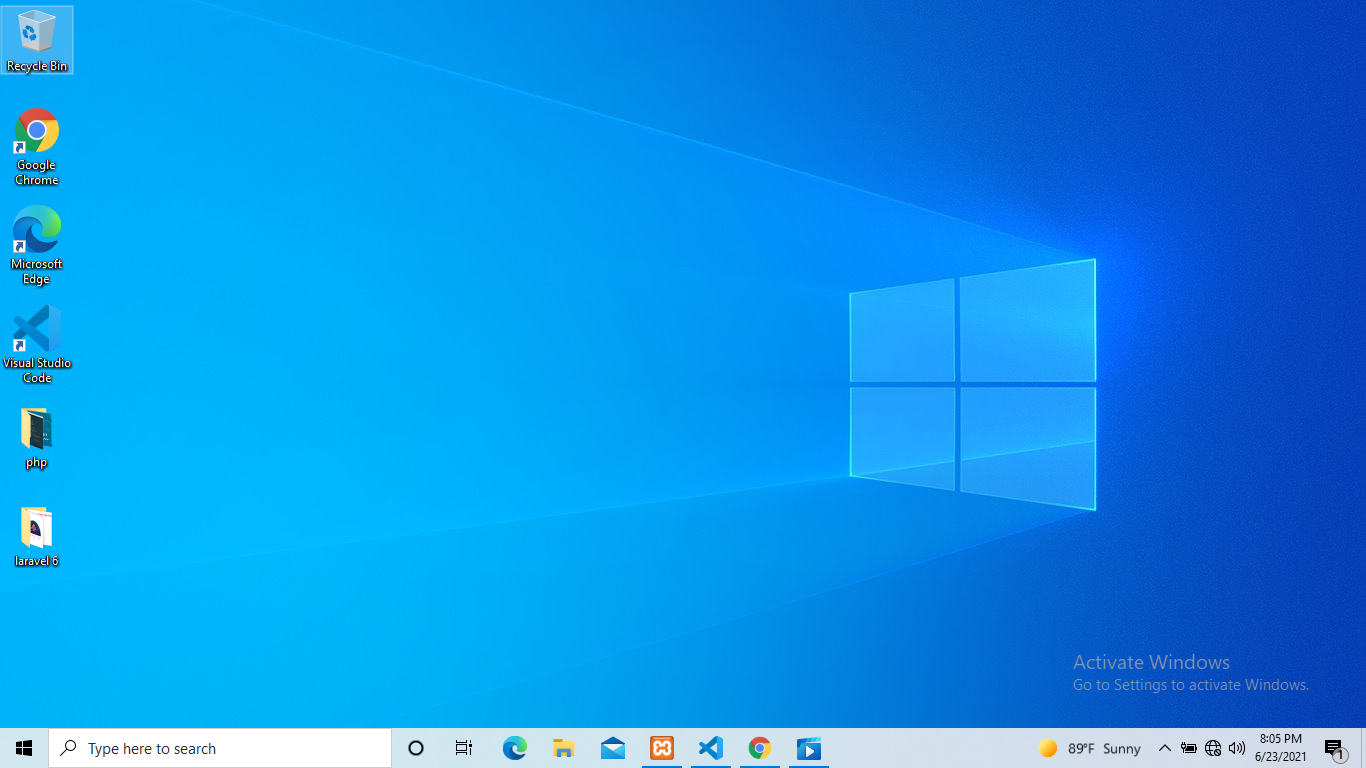 Recycle Bin
Google
Chrome
Microsoft
Edge
Visual Studio
Code
php
laravel 6
Activate Windows
Go to Settings to activate Windows.
Type here to search
89°F Sunny
8:05 PM
6/23/2021
1